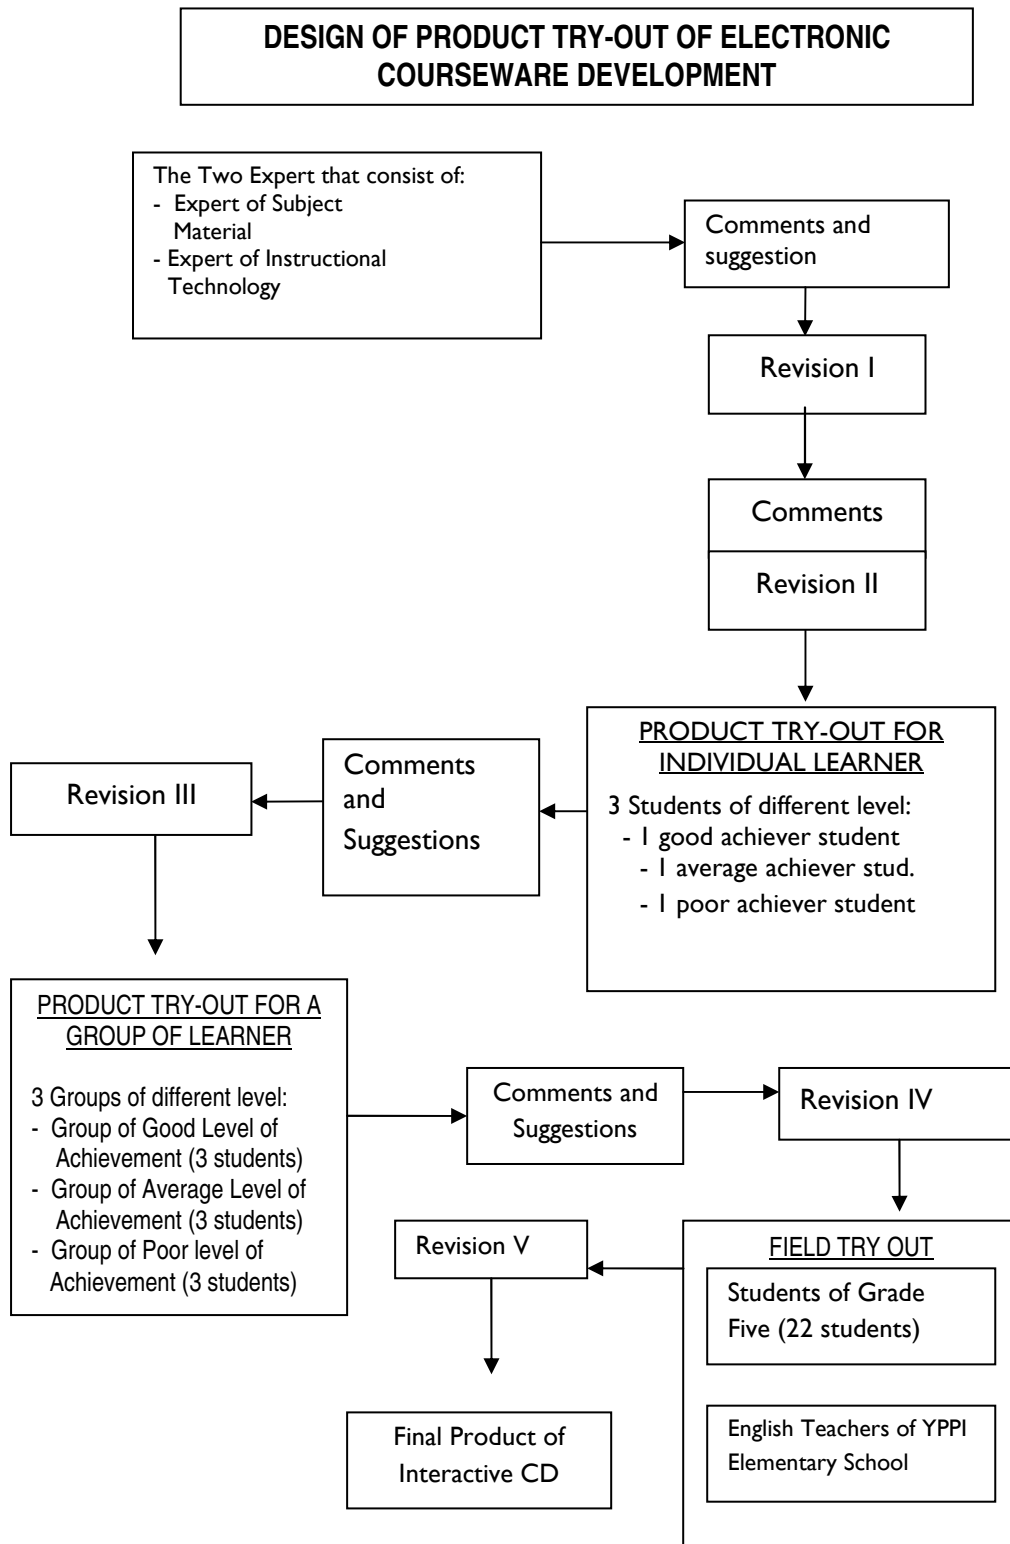 DESIGN OF PRODUCT TRY-OUT OF ELECTRONIC
COURSEWARE DEVELOPMENT
The Two Expert that consist of:
- Expert of Subject
Material
- Expert of Instructional
Technology
Comments and
suggestion
Revision I
Comments
Revision II
PRODUCT TRY-OUT FOR
INDIVIDUAL LEARNER
3 Students of different level:
- 1 good achiever student
- 1 average achiever stud.
- 1 poor achiever student
Comments
and
Suggestions
Revision III
PRODUCT TRY-OUT FOR A
GROUP OF LEARNER
3 Groups of different level:
- Group of Good Level of
Achievement (3 students)
- Group of Average Level of
Achievement (3 students)
- Group of Poor level of
Achievement (3 students)
Comments and
Suggestions
Revision IV
FIELD TRY OUT
Students of Grade
Five (22 students)
English Teachers of YPPI
Elementary School
Revision V
Final Product of
Interactive CD